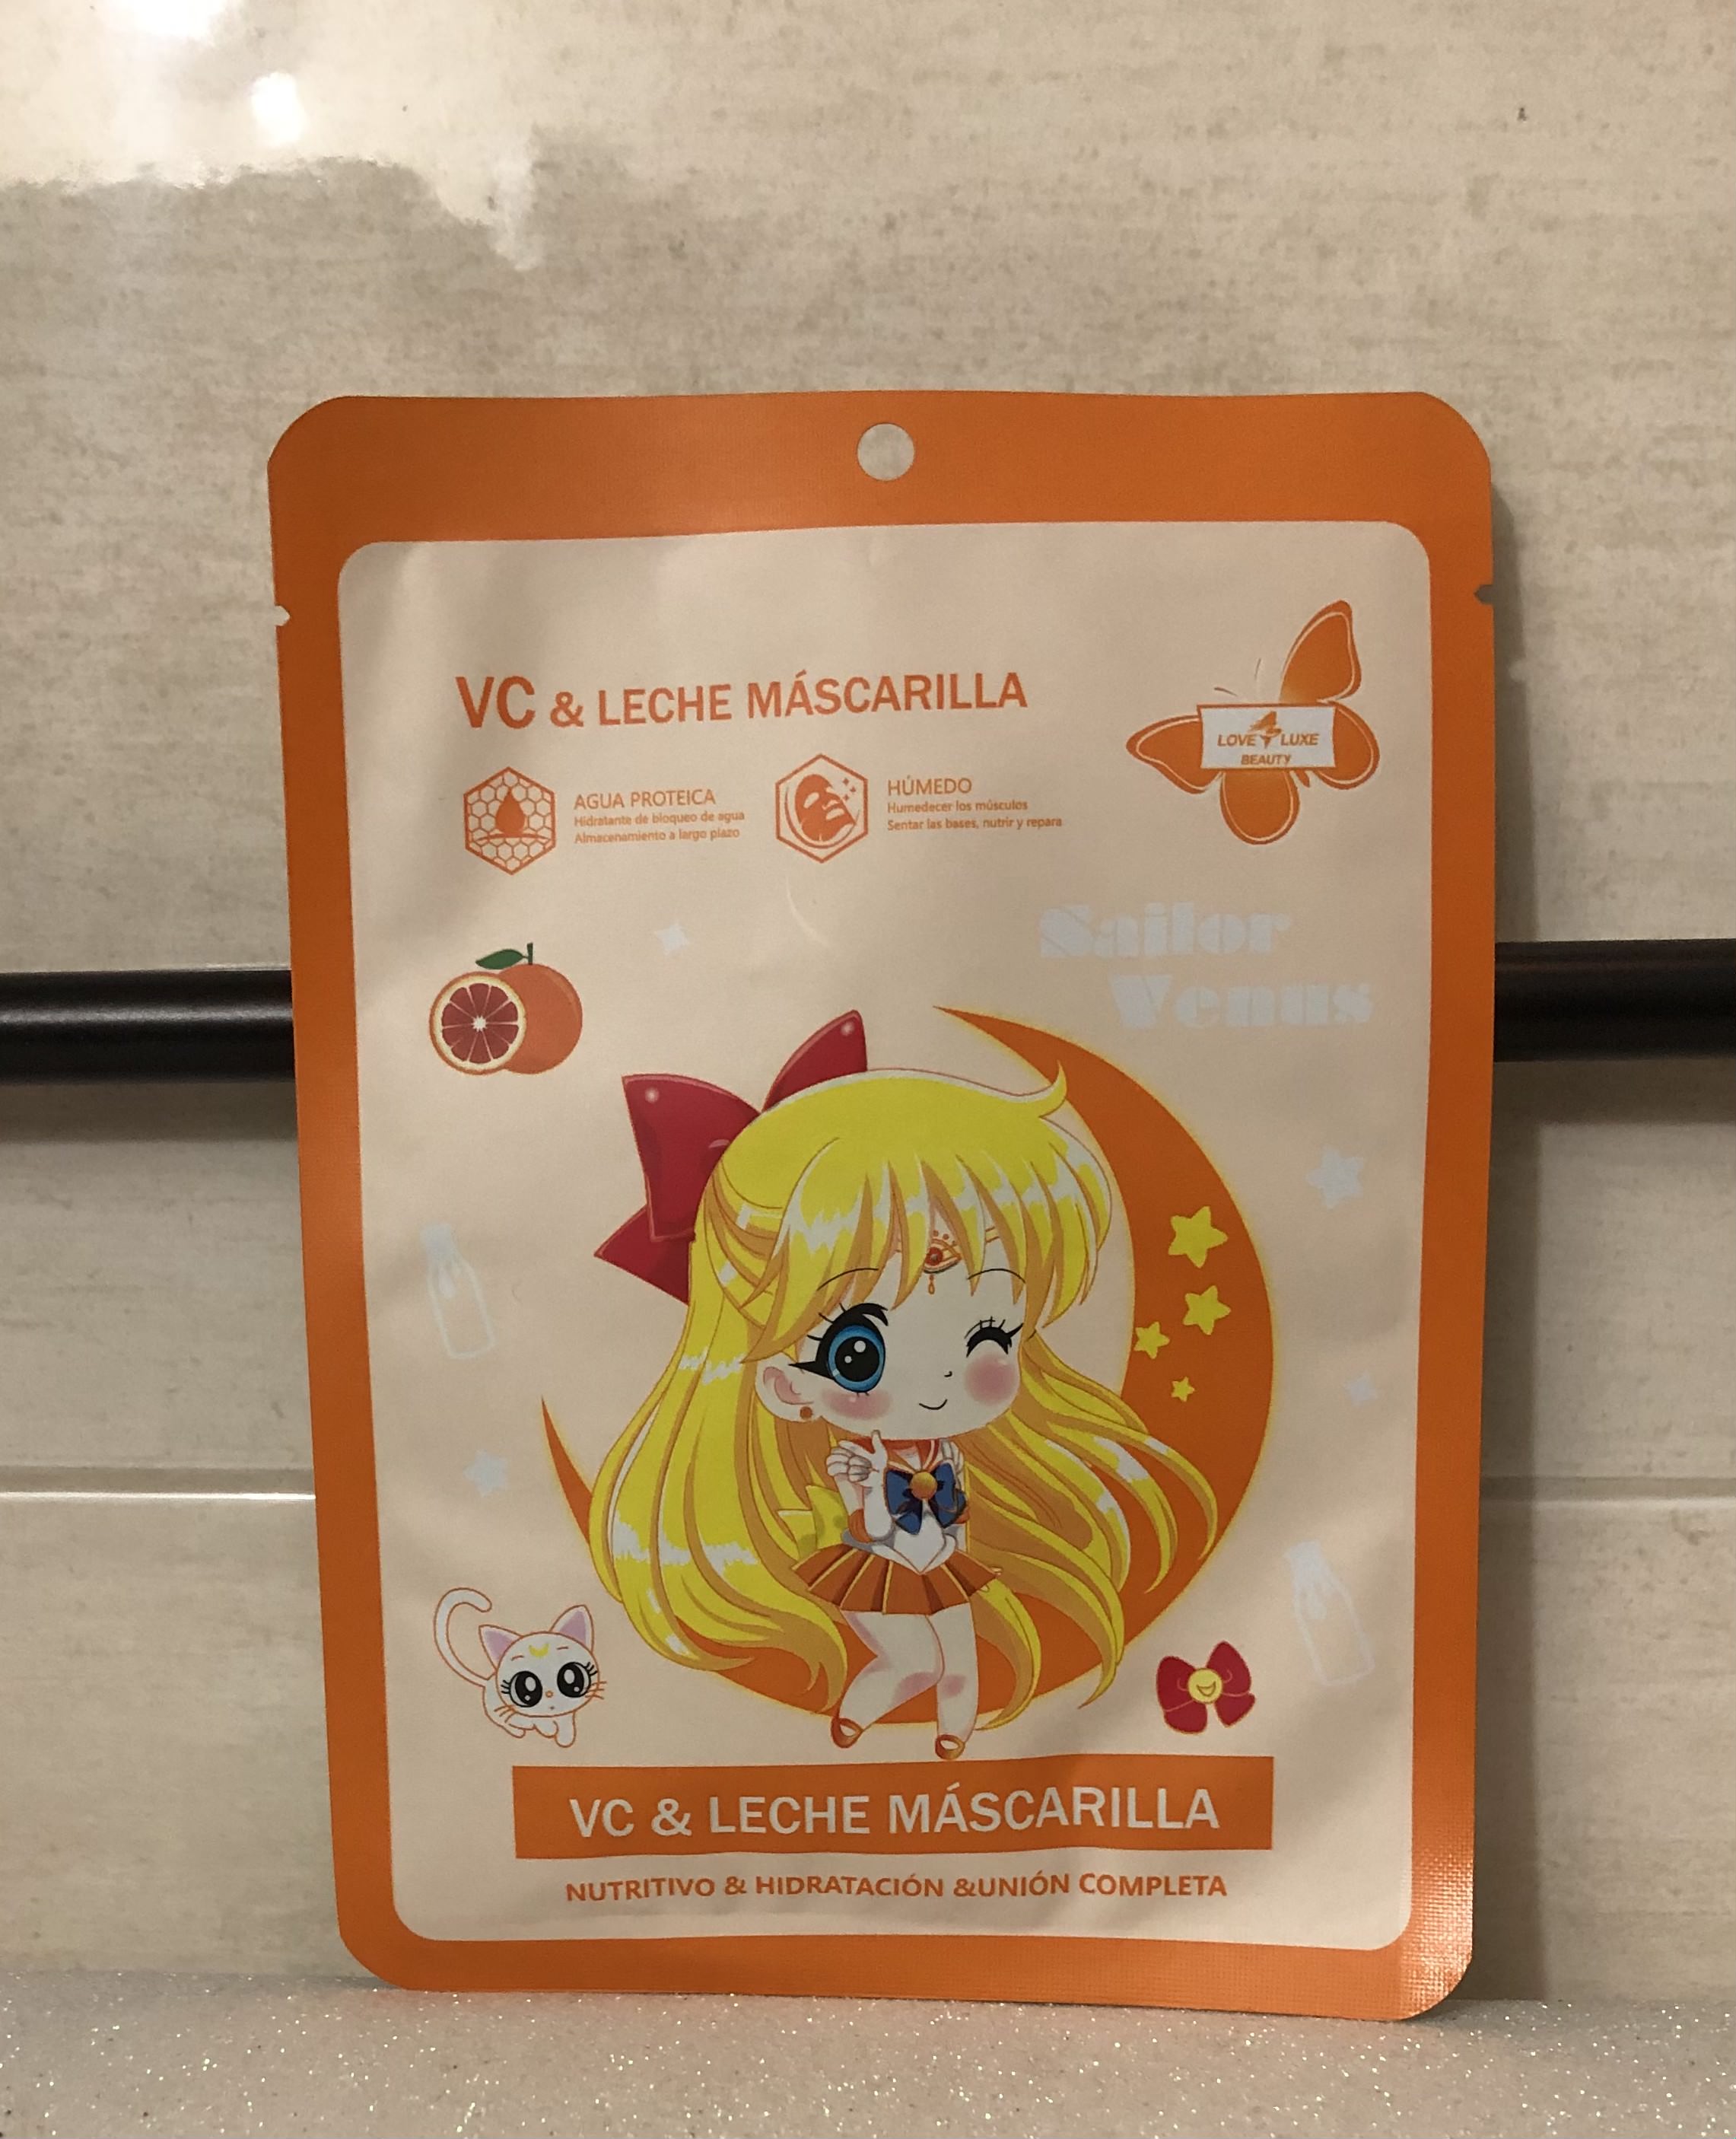 VC & LECHE MÁSCARILLA
AGUA PROTEICA
Hidratante de bloqueo de agua
Almacenamiento a largo plazo
HÚMEDO
Humedecer los músculos
Sentar las bases, nutrir y repara
LOVE LUXE
BEAUTY
Sailor
Venus
VC & LECHE MÁSCARILLA
NUTRITIVO & HIDRATACIÓN &UNIÓN COMPLETA